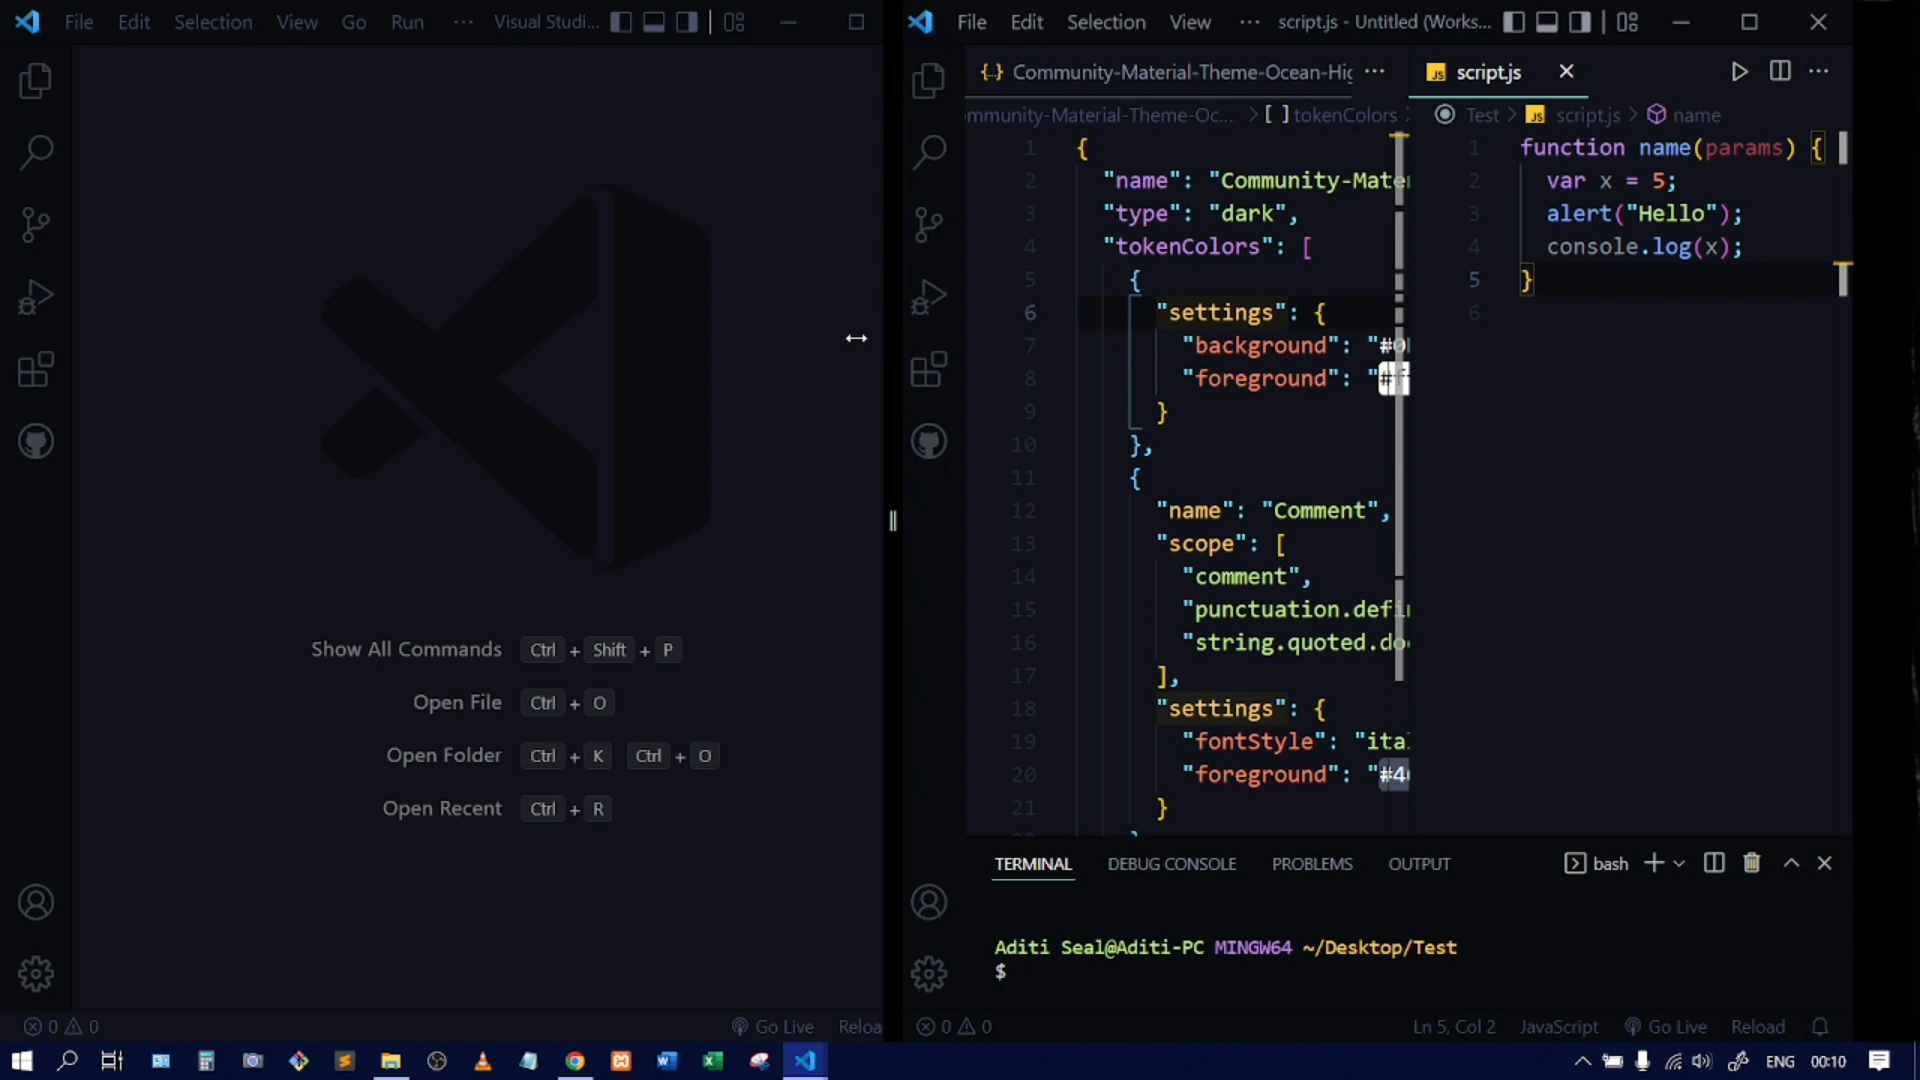 File Edit Selection View Go Run ··· Visual Studi...
Show All Commands Ctrl + Shift + P
Open File Ctrl + O
Open Folder Ctrl + K Ctrl + O
Open Recent Ctrl + R
0 0 Go Live Reloa
File Edit Selection View ··· script.js - Untitled (Works...
{..} Community-Material-Theme-Ocean-Hig ···
mmunity-Material-Theme-Oc... > [ ] tokenColors >
1 {
2 "name": "Community-Mate
3 "type": "dark",
4 "tokenColors": [
5 {
6 "settings": {
7 "background": "#0
8 "foreground": "#f
9 }
10 },
11 {
12 "name": "Comment",
13 "scope": [
14 "comment",
15 "punctuation.defi
16 "string.quoted.do
17 ],
18 "settings": {
19 "fontStyle": "ita
20 "foreground": "#4
21 }
JS script.js ···
Test > JS script.js > name
1 function name(params) {
2 var x = 5;
3 alert("Hello");
4 console.log(x);
5 }
6
TERMINAL DEBUG CONSOLE PROBLEMS OUTPUT bash
Aditi Seal@Aditi-PC MINGW64 ~/Desktop/Test
$
0 0 Ln 5, Col 2 JavaScript Go Live Reload
ENG 00:10